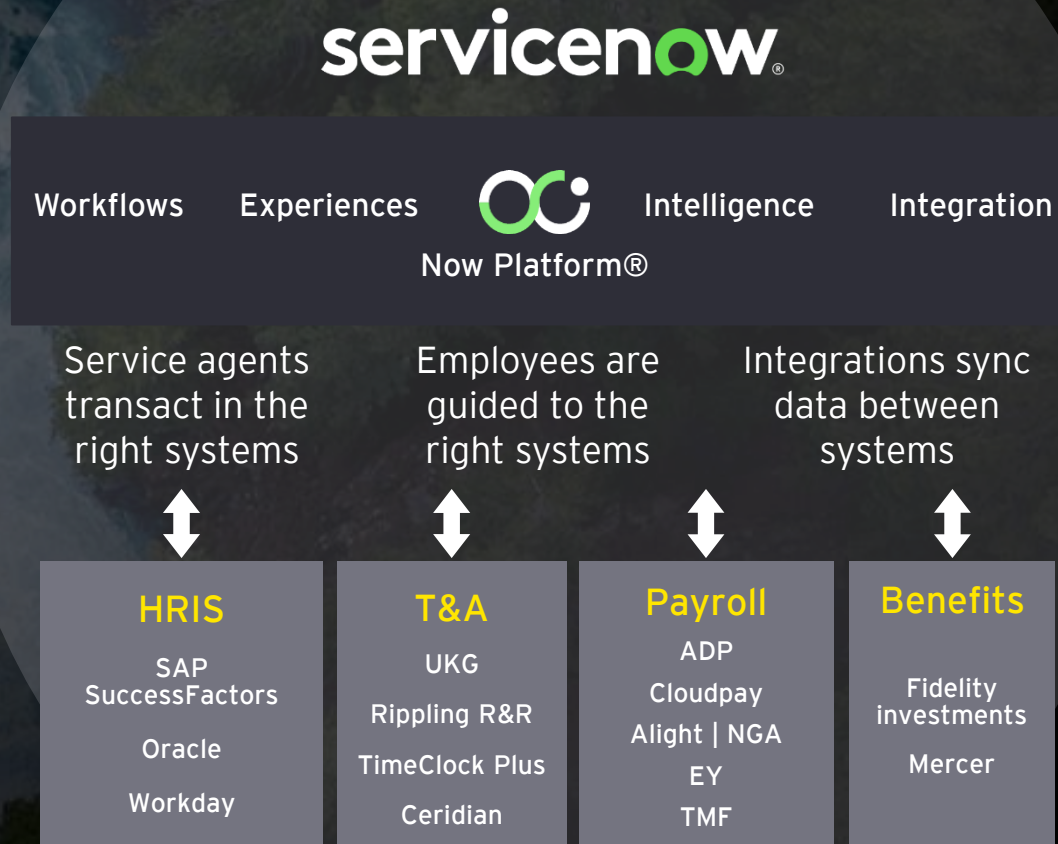 servicenow®
Workflows
Experiences
Intelligence
Integration
Now Platform®
Service agents
transact in the
right systems
Employees are
guided to the
right systems
Integrations sync
data between
systems
HRIS
SAP
SuccessFactors
Oracle
Workday
T&A
UKG
Rippling R&R
TimeClock Plus
Ceridian
Payroll
ADP
Cloudpay
Alight | NGA
EY
TMF
Benefits
Fidelity
investments
Mercer